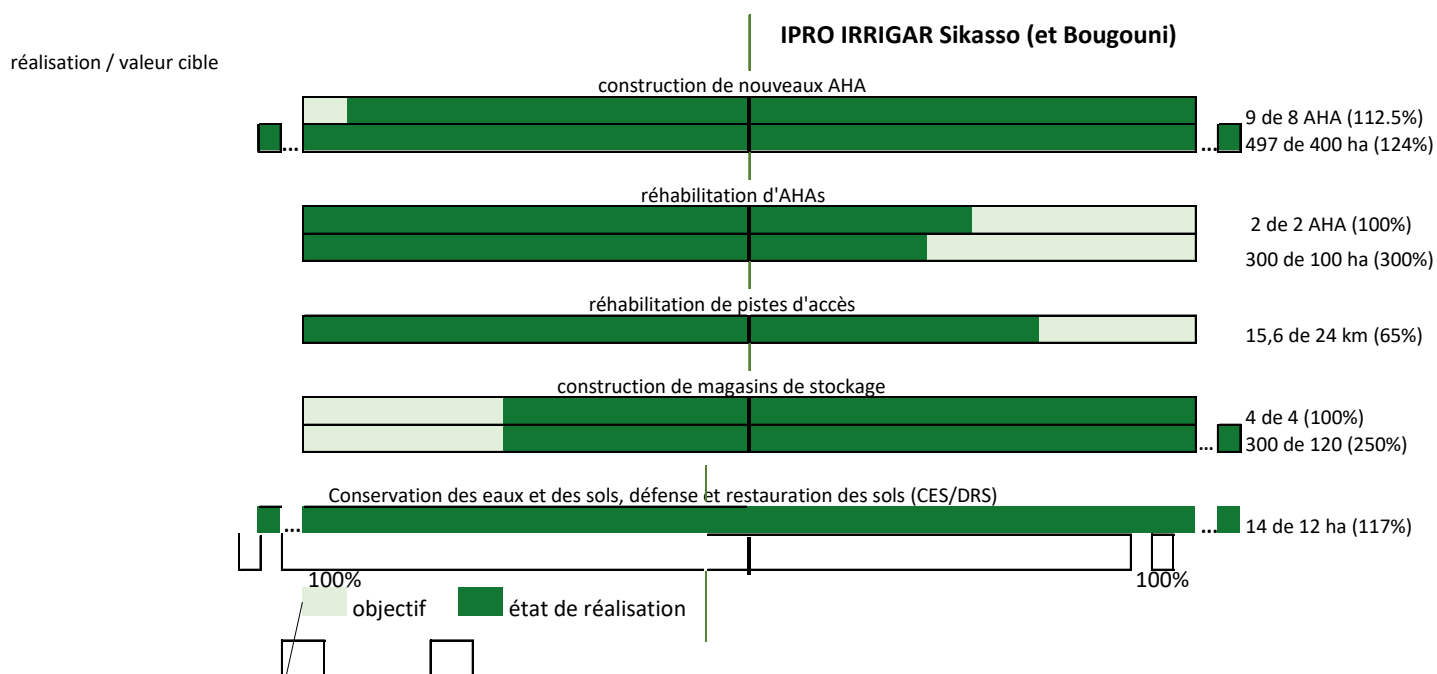 IPRO IRRIGAR Sikasso (et Bougouni)
réalisation / valeur cible
construction de nouveaux AHA
9 de 8 AHA (112.5%)
... ... 497 de 400 ha (124%)
réhabilitation d'AHAs
2 de 2 AHA (100%)
300 de 100 ha (300%)
réhabilitation de pistes d'accès
15,6 de 24 km (65%)
construction de magasins de stockage
4 de 4 (100%)
... 300 de 120 (250%)
Conservation des eaux et des sols, défense et restauration des sols (CES/DRS)
... ... 14 de 12 ha (117%)
100% 100%
objectif état de réalisation